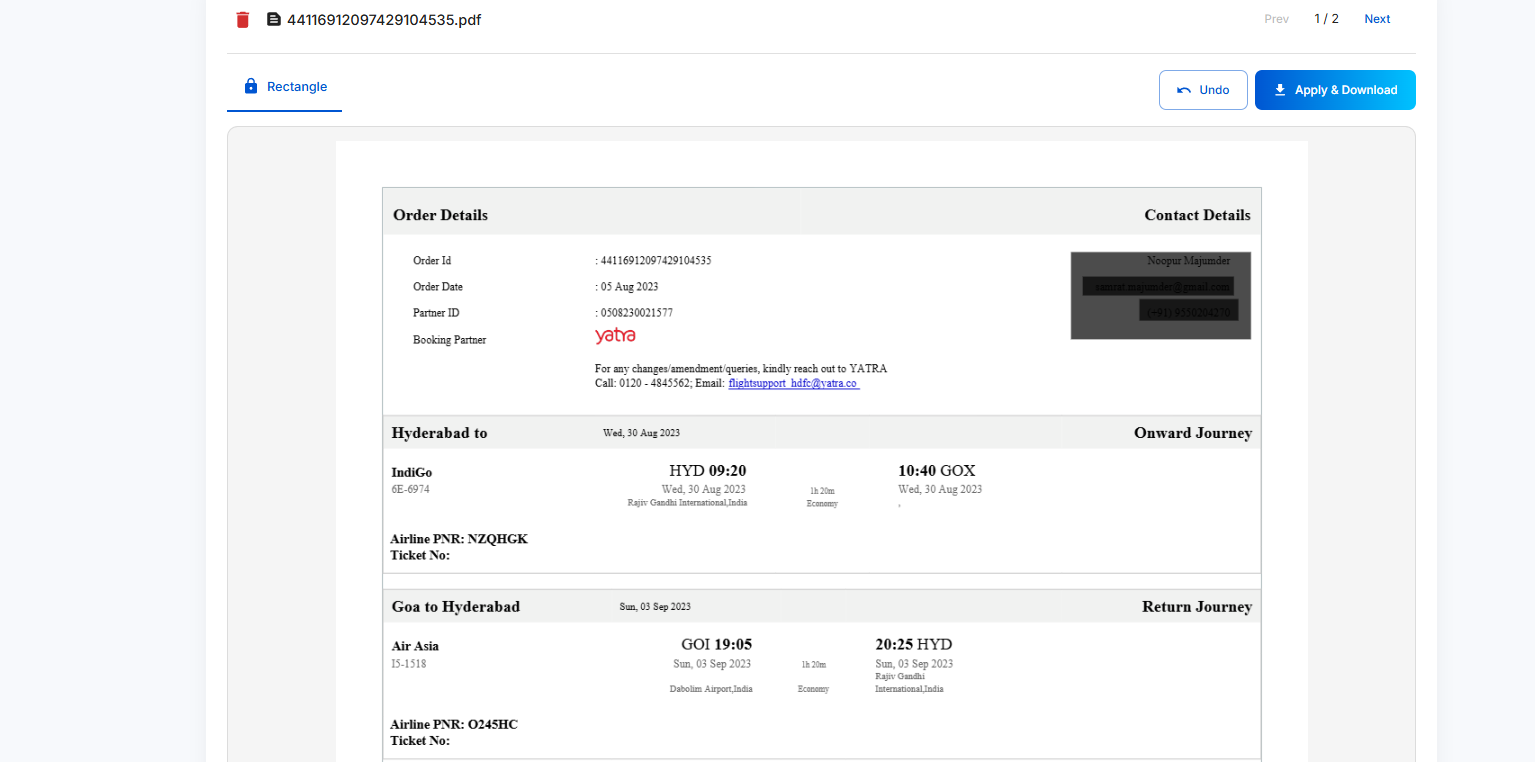 44116912097429104535.pdf
Prev 1 / 2 Next
Rectangle
Undo
Apply & Download
Order Details
Contact Details
Order Id : 44116912097429104535
Order Date : 05 Aug 2023
Partner ID : 0508230021577
Booking Partner yatra
For any changes/amendment/queries, kindly reach out to YATRA
Call: 0120 - 4845562; Email: flightsupport_hdfc@yatra.co
Hyderabad to Wed, 30 Aug 2023 Onward Journey
IndiGo HYD 09:20 10:40 GOX
6E-6974 Wed, 30 Aug 2023 1h 20m Wed, 30 Aug 2023
Rajiv Gandhi International,India Economy ,
Airline PNR: NZQHGK
Ticket No:
Goa to Hyderabad Sun, 03 Sep 2023 Return Journey
Air Asia GOI 19:05 20:25 HYD
I5-1518 Sun, 03 Sep 2023 1h 20m Sun, 03 Sep 2023
Rajiv Gandhi
Dabolim Airport,India Economy International,India
Airline PNR: O245HC
Ticket No: